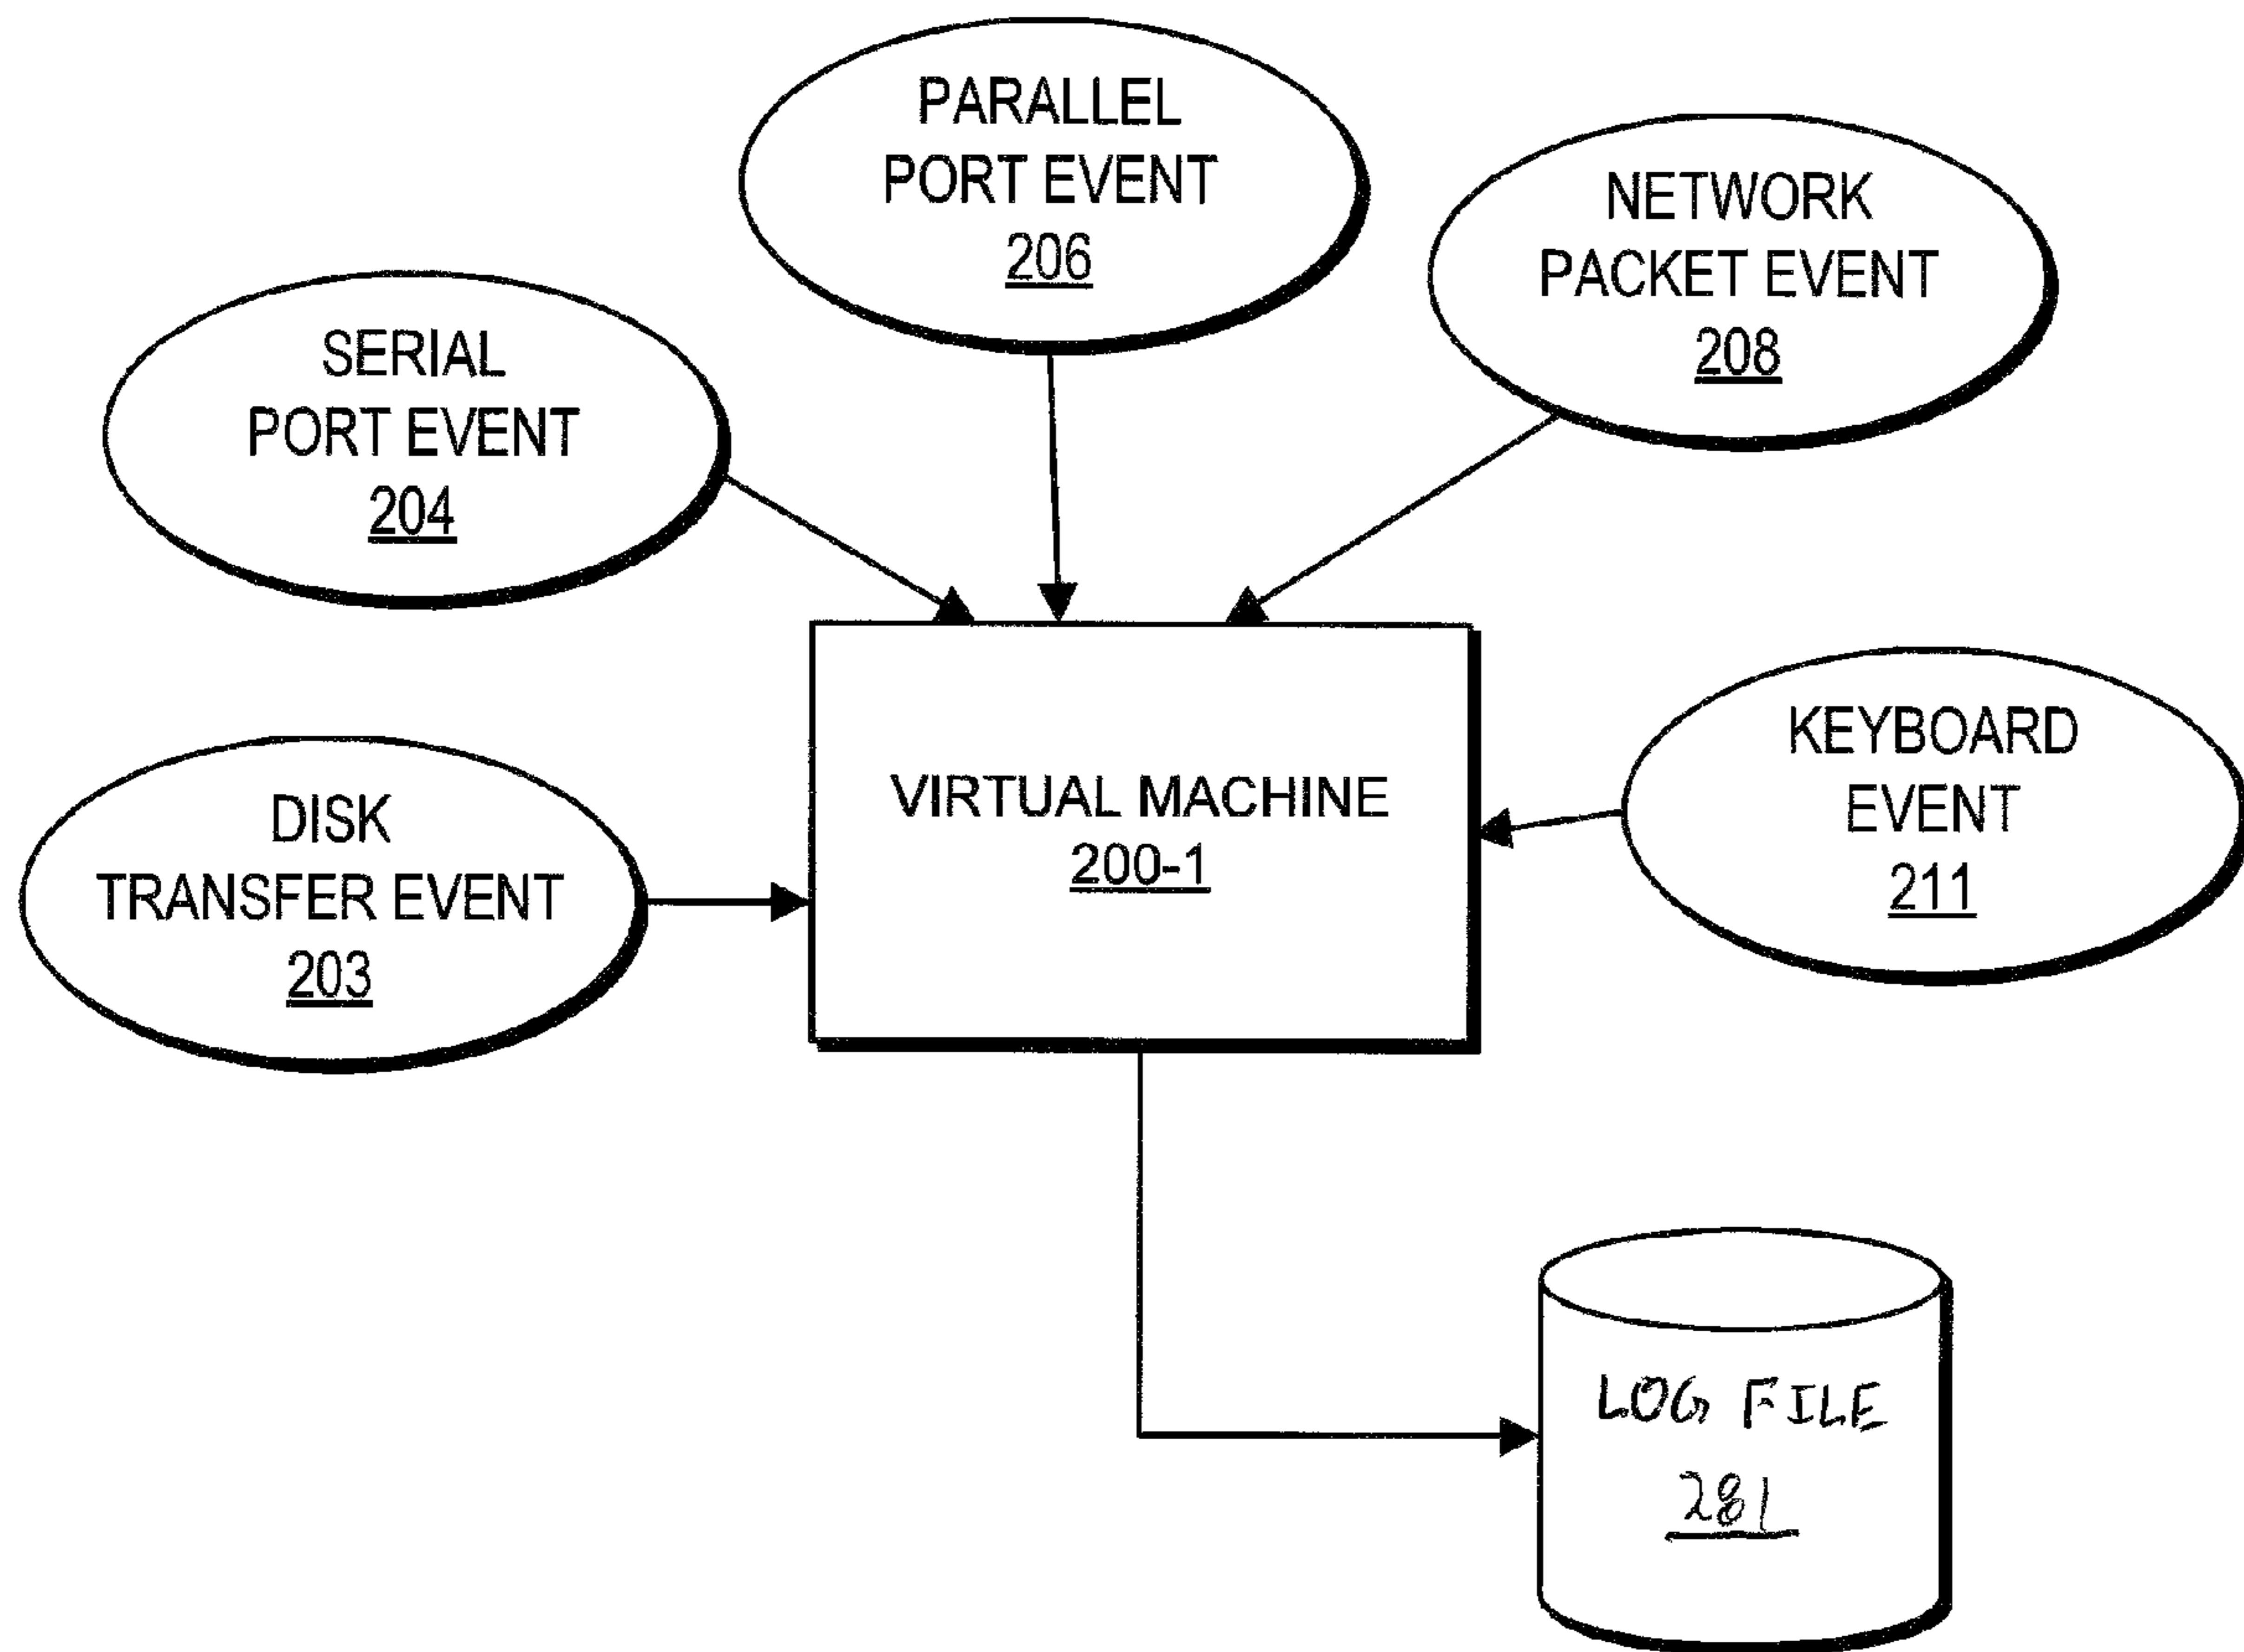 PARALLEL
PORT EVENT
206
NETWORK
PACKET EVENT
208
SERIAL
PORT EVENT
204
KEYBOARD
EVENT
211
DISK
TRANSFER EVENT
203
VIRTUAL MACHINE
200-1
LOG FILE
281